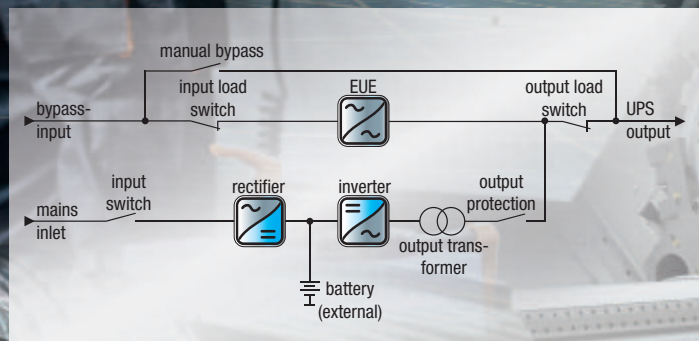 manual bypass
input load
switch
EUE
output load
switch
bypass-
input
UPS
output
input
switch
rectifier
inverter
output
protection
mains
inlet
output trans-
former
battery
(external)